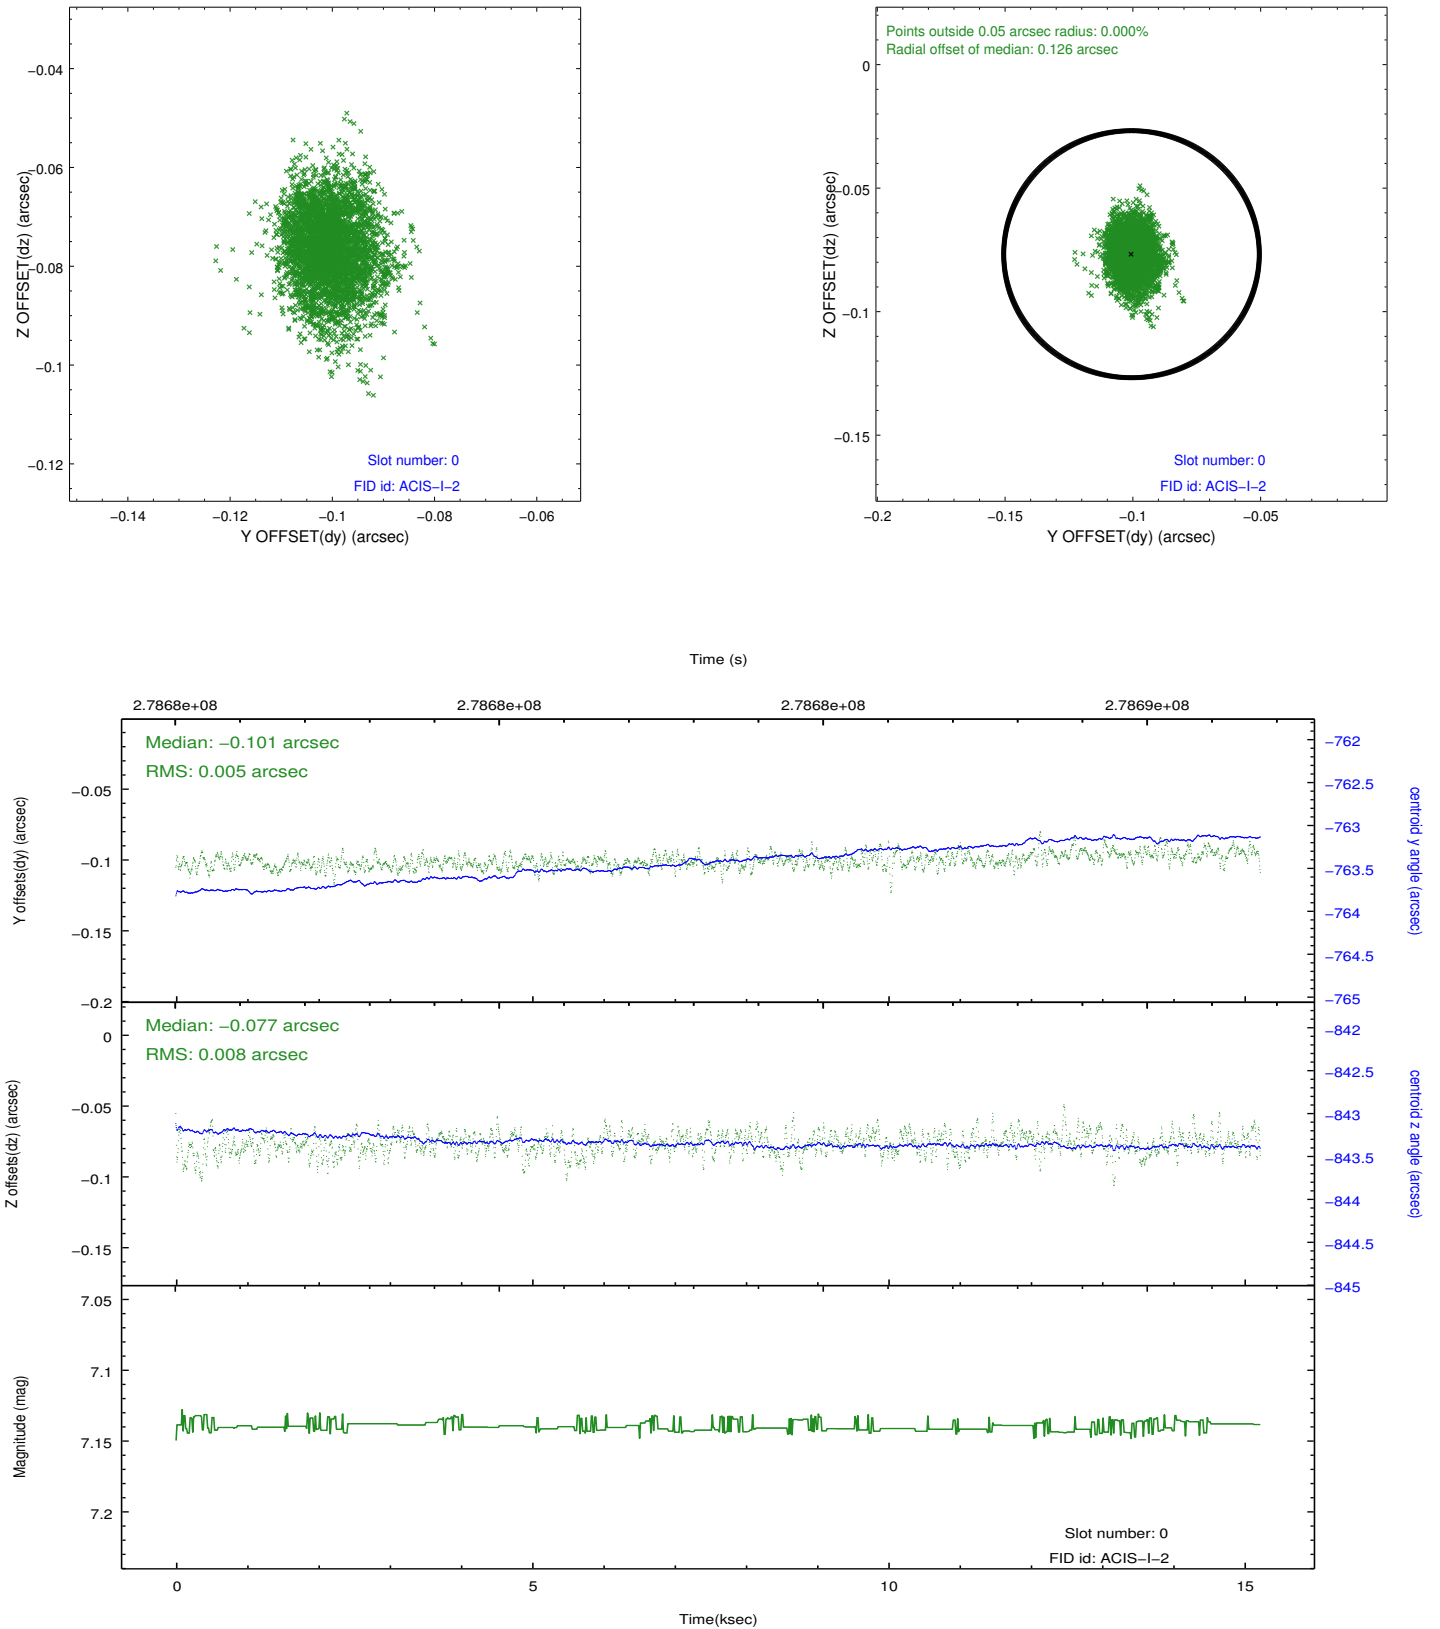 −0.04
−0.06
−0.08
−0.1
−0.12
Z OFFSET(dz) (arcsec)
Slot number: 0
FID id: ACIS−I−2
−0.14
−0.12
−0.1
−0.08
−0.06
Y OFFSET(dy) (arcsec)
Points outside 0.05 arcsec radius: 0.000%
Radial offset of median: 0.126 arcsec
0
−0.05
−0.1
−0.15
Z OFFSET(dz) (arcsec)
Slot number: 0
FID id: ACIS−I−2
−0.2
−0.15
−0.1
−0.05
Y OFFSET(dy) (arcsec)
Time (s)
2.7868e+08
2.7868e+08
2.7868e+08
2.7869e+08
Median: −0.101 arcsec
RMS: 0.005 arcsec
−0.05
−0.1
−0.15
−0.2
Y offsets(dy) (arcsec)
−762
−762.5
−763
−763.5
−764
−764.5
−765
centroid y angle (arcsec)
Median: −0.077 arcsec
RMS: 0.008 arcsec
0
−0.05
−0.1
−0.15
Z offsets(dz) (arcsec)
−842
−842.5
−843
−843.5
−844
−844.5
−845
centroid z angle (arcsec)
7.05
7.1
7.15
7.2
Magnitude (mag)
Slot number: 0
FID id: ACIS−I−2
0
5
10
15
Time(ksec)